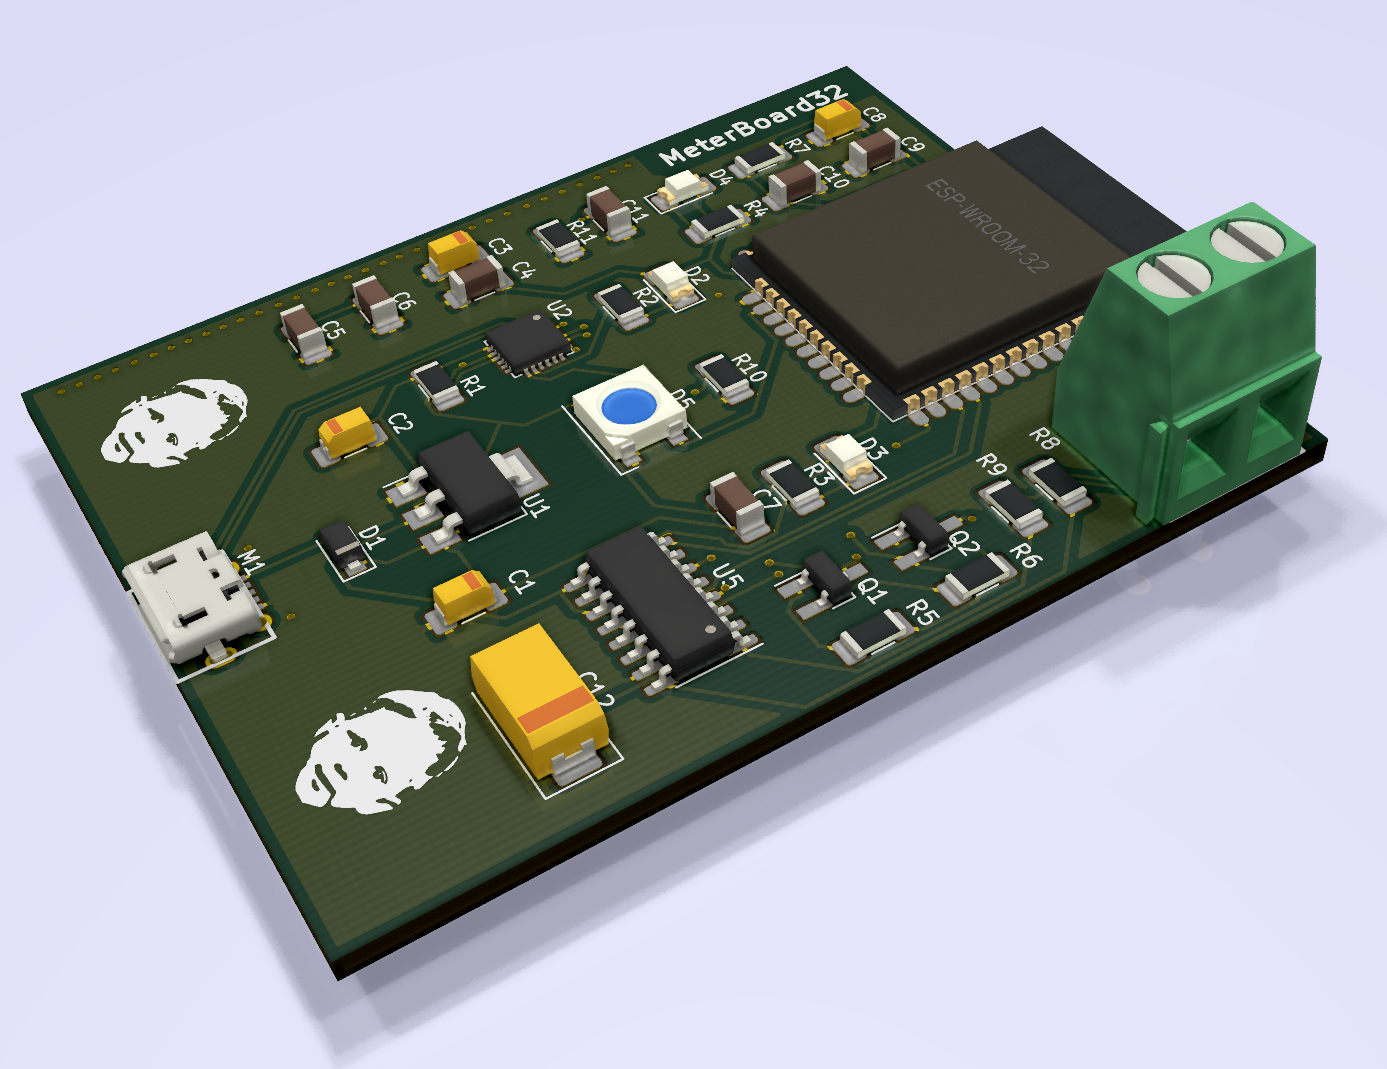 MeterBoard32
C8
C9
R7
C10
D4
R4
C11
R11
C3
C4
C6
C5
ESP-WROOM-32
D2
R2
U2
R1
R10
D5
C2
U1
D3
R3
C7
R8
R9
R6
Q2
D1
M1
C1
U5
Q1
R5
C12